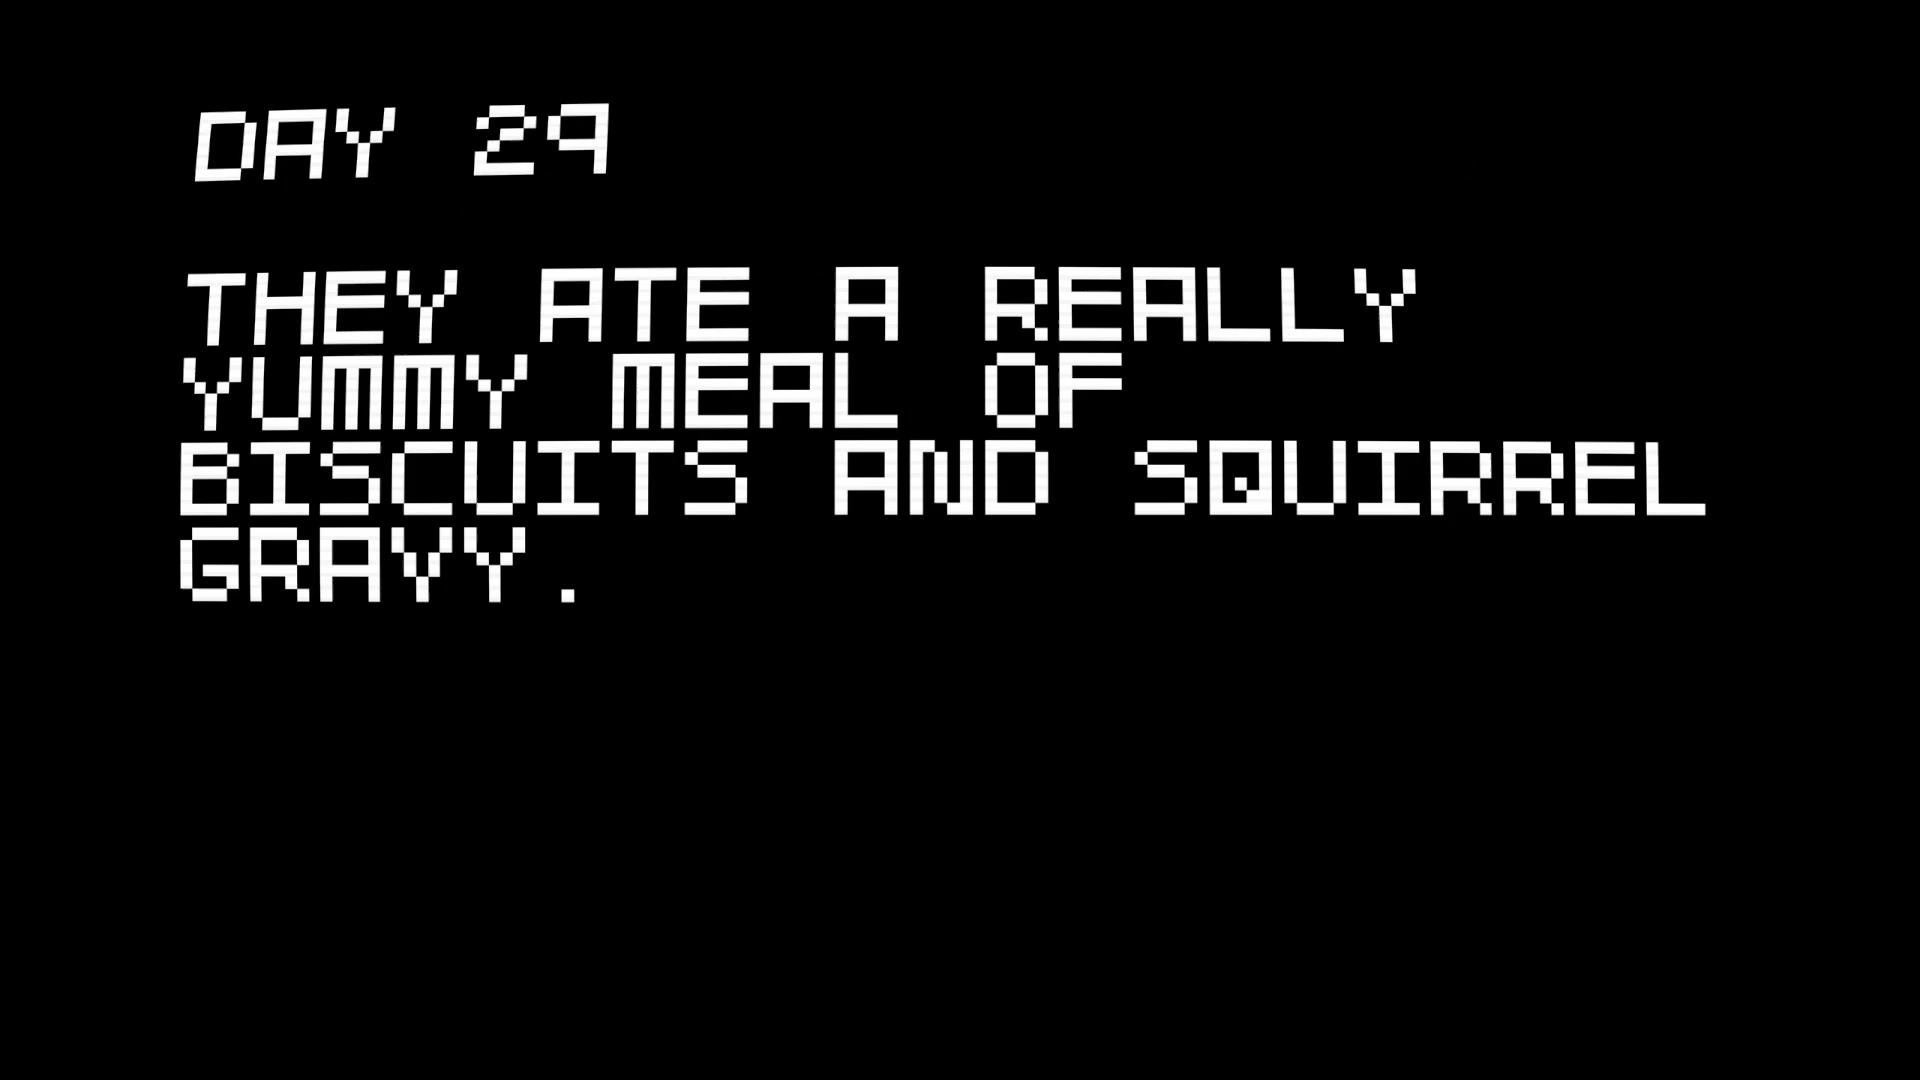 DAY 29
THEY ATE A REALLY
YUMMY MEAL OF
BISCUITS AND SQUIRREL
GRAVY.